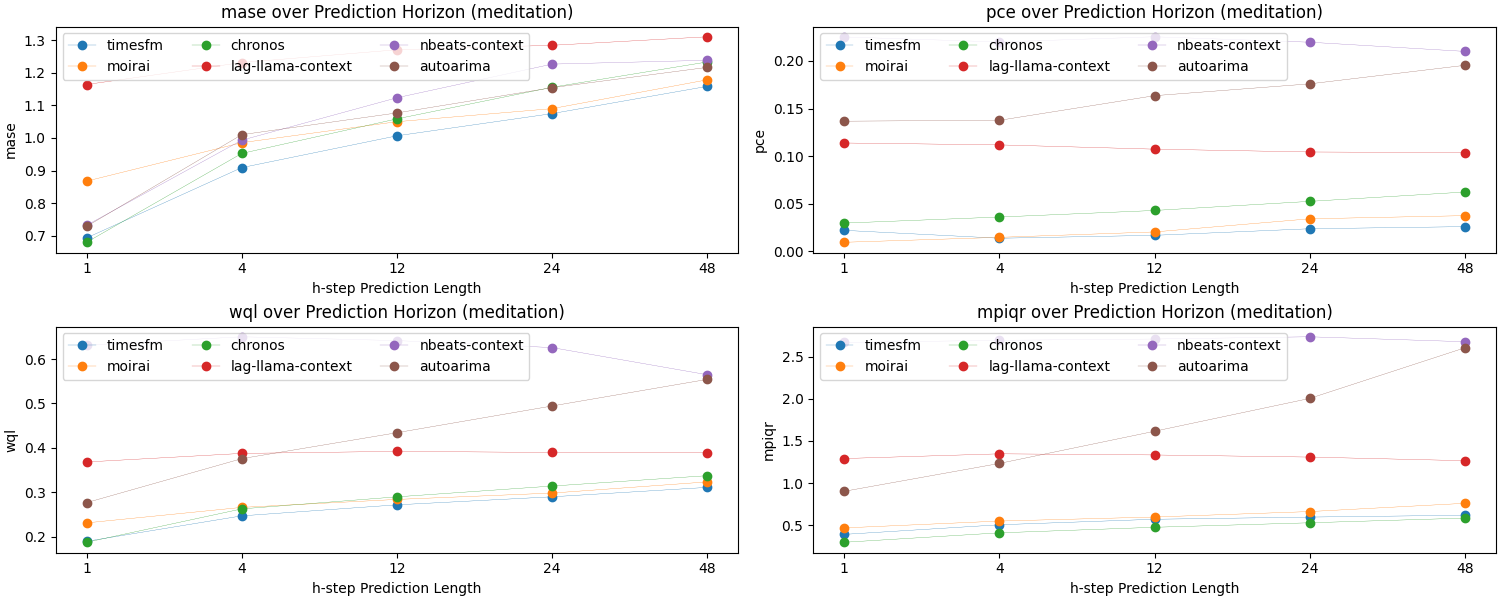 mase over Prediction Horizon (meditation)
timesfm chronos nbeats-context
moirai lag-llama-context autoarima
1.3
1.2
1.1
1.0
0.9
0.8
0.7
mase
1 4 12 24 48
h-step Prediction Length
pce over Prediction Horizon (meditation)
timesfm chronos nbeats-context
moirai lag-llama-context autoarima
0.20
0.15
0.10
0.05
0.00
pce
1 4 12 24 48
h-step Prediction Length
wql over Prediction Horizon (meditation)
timesfm chronos nbeats-context
moirai lag-llama-context autoarima
0.6
0.5
0.4
0.3
0.2
wql
1 4 12 24 48
h-step Prediction Length
mpiqr over Prediction Horizon (meditation)
timesfm chronos nbeats-context
moirai lag-llama-context autoarima
2.5
2.0
1.5
1.0
0.5
mpiqr
1 4 12 24 48
h-step Prediction Length